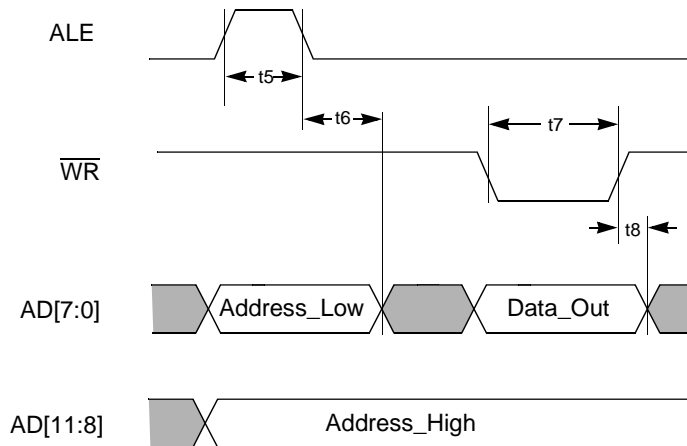 ALE
t5
t6
t7
WR
t8
AD[7:0]
Address_Low
Data_Out
AD[11:8]
Address_High